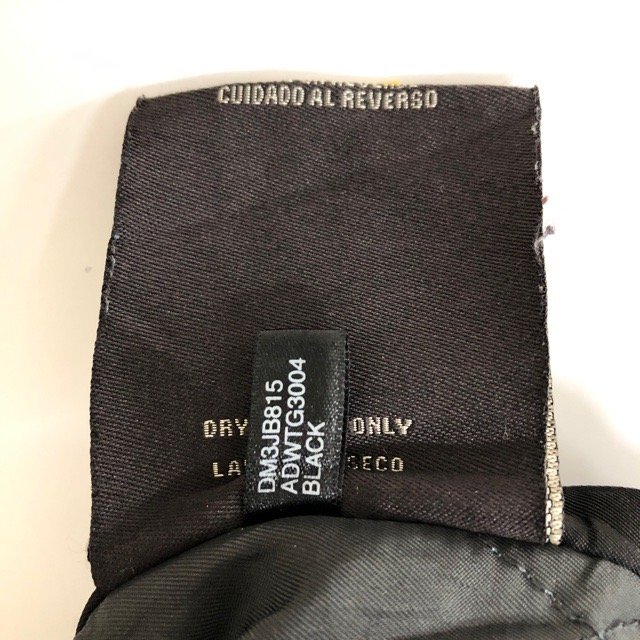 CUIDADO AL REVERSO
DM3JB815
ADWTG3004
BLACK
DRY ONLY
LA SECO